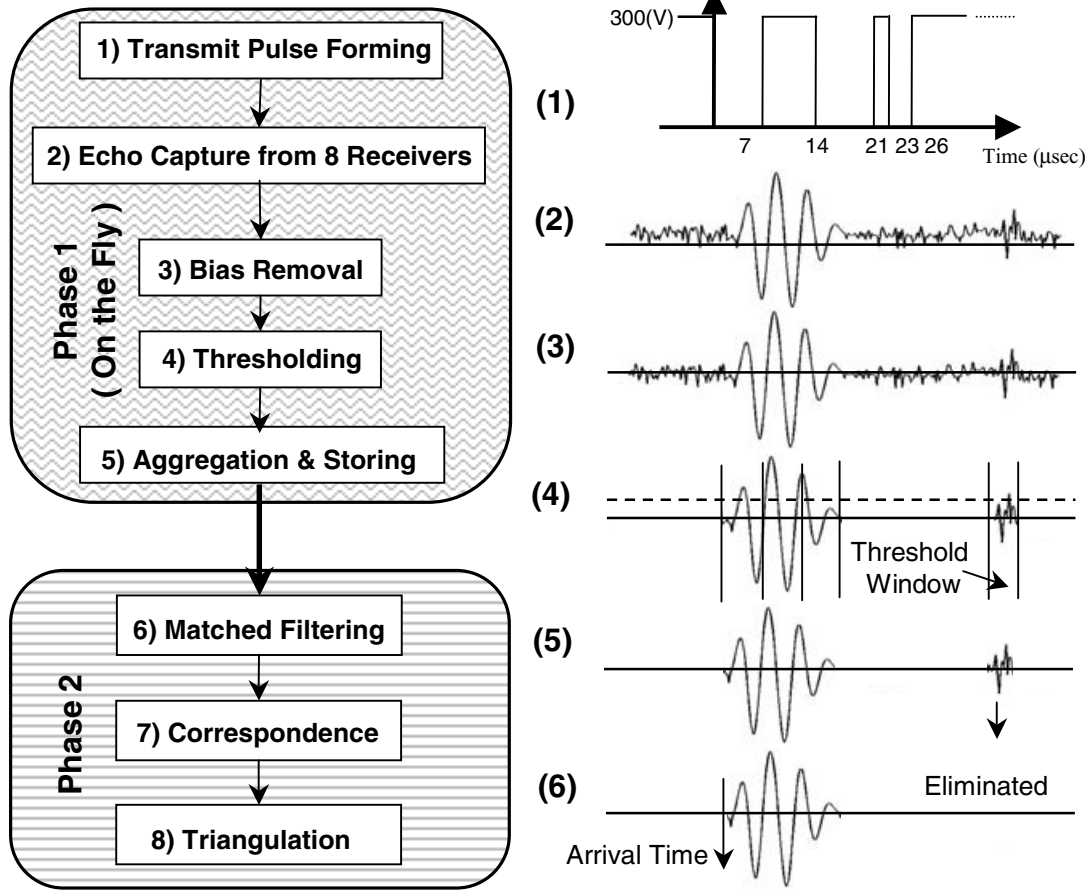 1) Transmit Pulse Forming
2) Echo Capture from 8 Receivers
3) Bias Removal
4) Thresholding
5) Aggregation & Storing
Phase 1
(On the Fly)
6) Matched Filtering
7) Correspondence
8) Triangulation
Phase 2
300(V)
(1)
7 14 21 23 26
Time (μsec)
(2)
(3)
(4)
Threshold
Window
(5)
(6)
Eliminated
Arrival Time